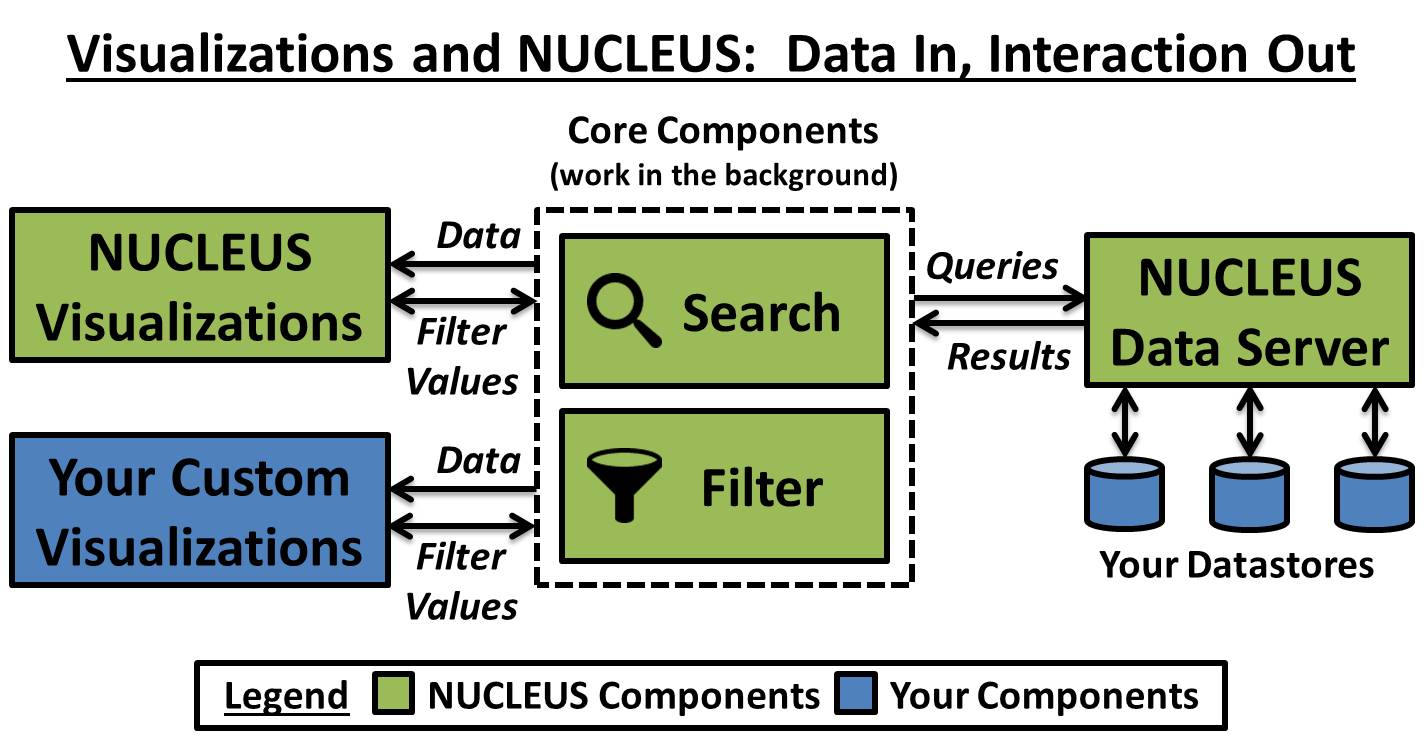 Visualizations and NUCLEUS:  Data In, Interaction Out
Core Components
(work in the background)
NUCLEUS
Visualizations
Data
Filter
Values
Your Custom
Visualizations
Data
Filter
Values
Search
Filter
Queries
Results
NUCLEUS
Data Server
Your Datastores
Legend NUCLEUS Components Your Components